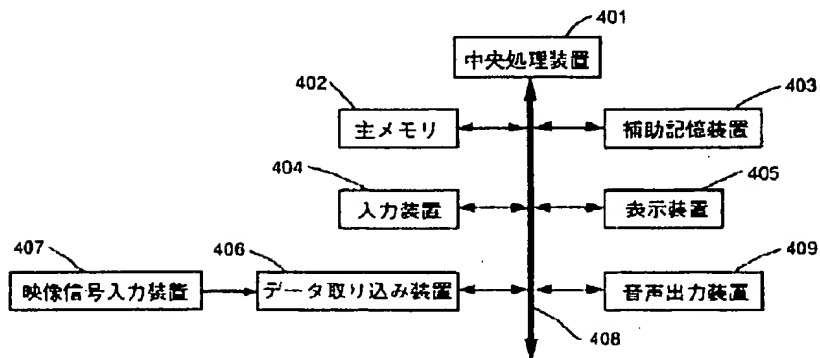 401
中央処理装置
402
主メモリ
403
補助記憶装置
404
入力装置
405
表示装置
407
映像信号入力装置
406
データ取り込み装置
409
音声出力装置
408